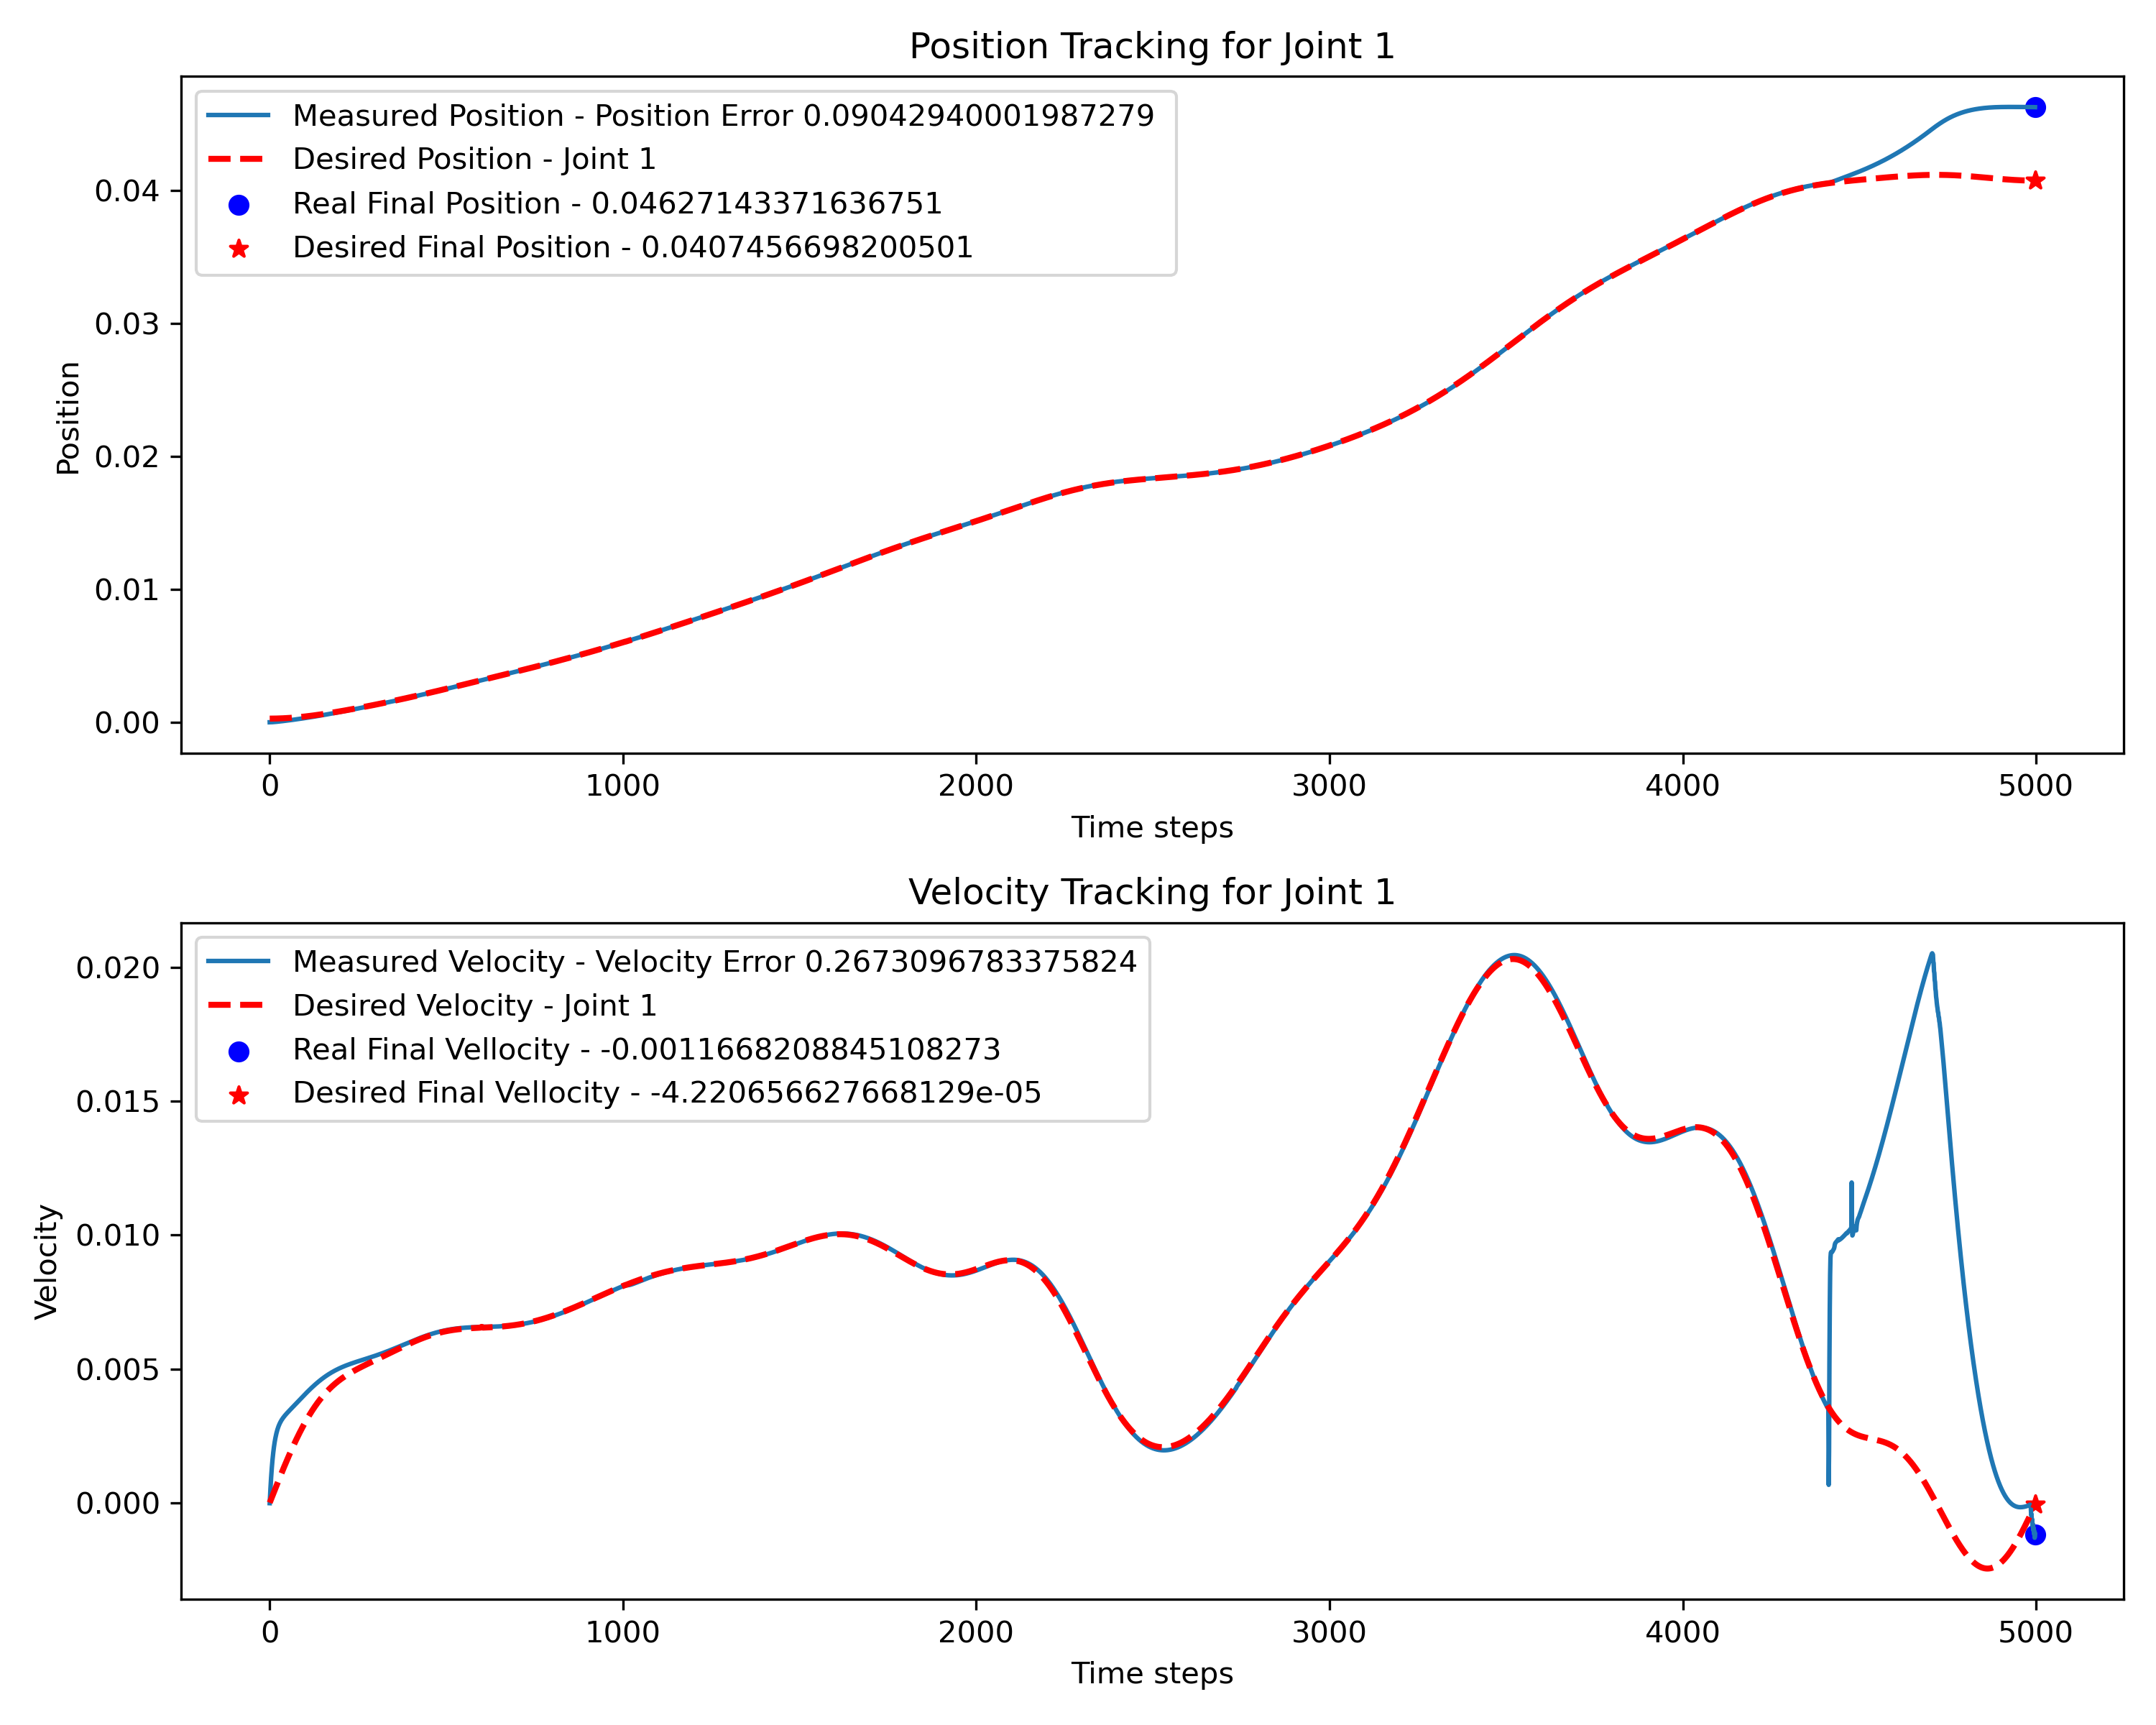 Position Tracking for Joint 1
Measured Position - Position Error 0.09042940001987279
Desired Position - Joint 1
Real Final Position - 0.04627143371636751
Desired Final Position - 0.0407456698200501
Position
0.04
0.03
0.02
0.01
0.00
0 1000 2000 3000 4000 5000
Time steps
Velocity Tracking for Joint 1
Measured Velocity - Velocity Error 0.2673096783375824
Desired Velocity - Joint 1
Real Final Vellocity - -0.0011668208845108273
Desired Final Vellocity - -4.220656627668129e-05
Velocity
0.020
0.015
0.010
0.005
0.000
0 1000 2000 3000 4000 5000
Time steps